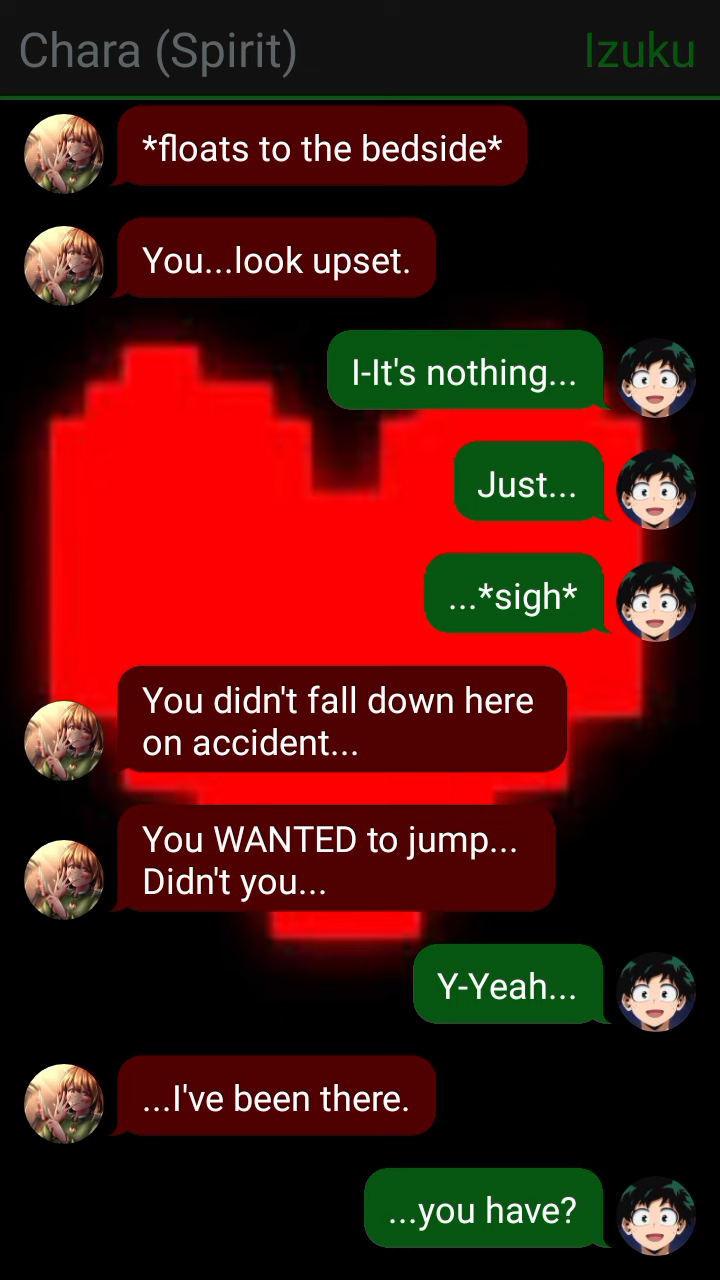 Chara (Spirit)
Izuku
*floats to the bedside*
You...look upset.
I-It's nothing...
Just...
...*sigh*
You didn't fall down here
on accident...
You WANTED to jump...
Didn't you...
Y-Yeah...
...I've been there.
...you have?